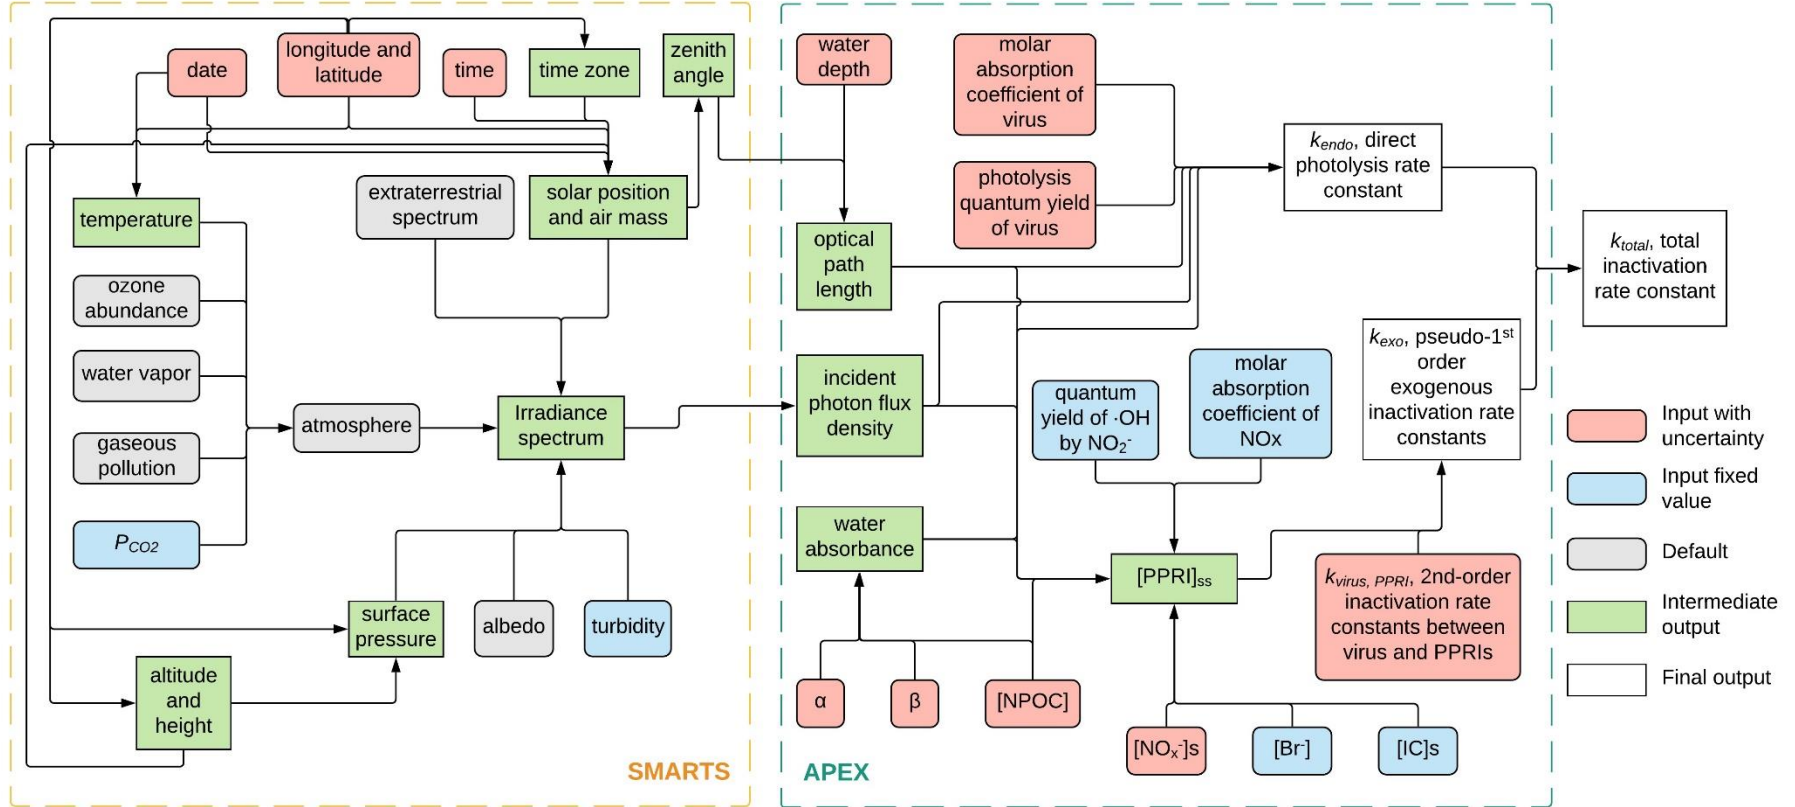 date
longitude and
latitude
time
time zone
zenith
angle
extraterrestrial
spectrum
solar position
and air mass
temperature
ozone
abundance
water vapor
gaseous
pollution
P_CO2
atmosphere
Irradiance
spectrum
surface
pressure
albedo
turbidity
altitude
and
height
SMARTS
water
depth
molar
absorption
coefficient of
virus
photolysis
quantum yield
of virus
optical
path
length
incident
photon flux
density
water
absorbance
α
β
[NPOC]
quantum
yield of ·OH
by NO₂⁻
molar
absorption
coefficient of
NOx
[PPRI]ss
[NOₓ⁻]s
[Br⁻]
[IC]s
k_virus, PPRI, 2nd-order
inactivation rate
constants between
virus and PPRIs
k_endo, direct
photolysis rate
constant
k_exo, pseudo-1st
order
exogenous
inactivation rate
constants
APEX
k_total, total
inactivation
rate constant
Input with
uncertainty
Input fixed
value
Default
Intermediate
output
Final output